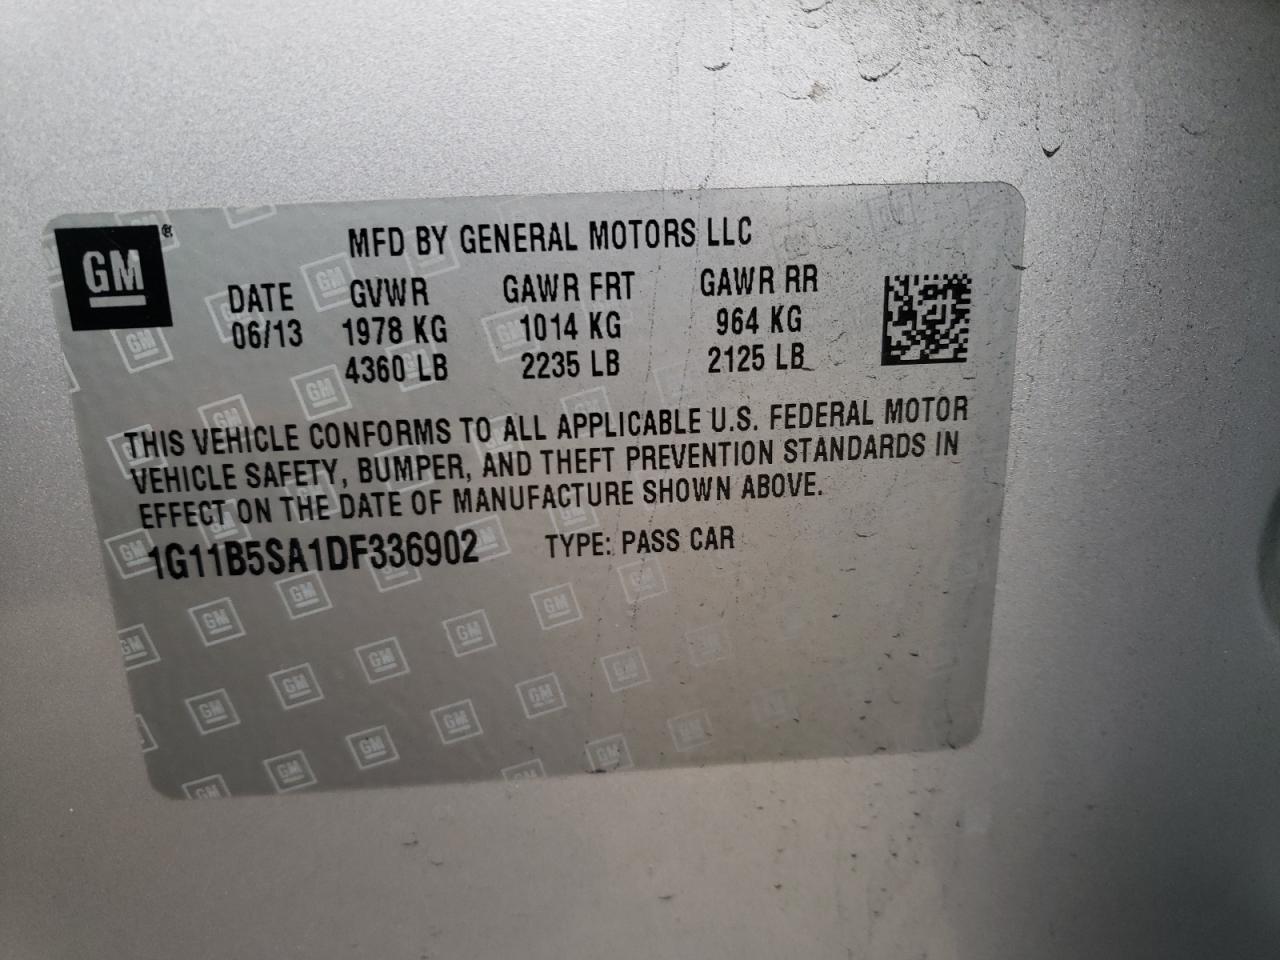 GM®
MFD BY GENERAL MOTORS LLC
DATE GVWR GAWR FRT GAWR RR
06/13 1978 KG 1014 KG 964 KG
4360 LB 2235 LB 2125 LB
THIS VEHICLE CONFORMS TO ALL APPLICABLE U.S. FEDERAL MOTOR
VEHICLE SAFETY, BUMPER, AND THEFT PREVENTION STANDARDS IN
EFFECT ON THE DATE OF MANUFACTURE SHOWN ABOVE.
1G11B5SA1DF336902 TYPE: PASS CAR